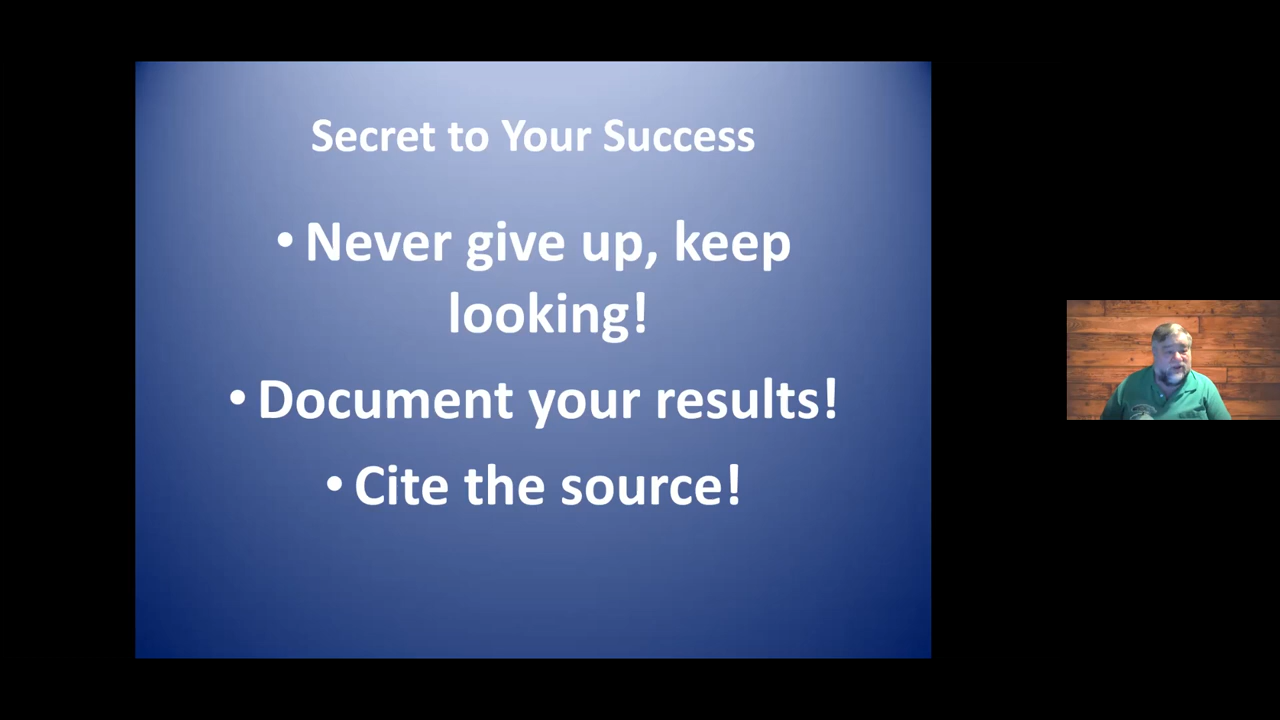 Secret to Your Success
• Never give up, keep
looking!
• Document your results!
• Cite the source!